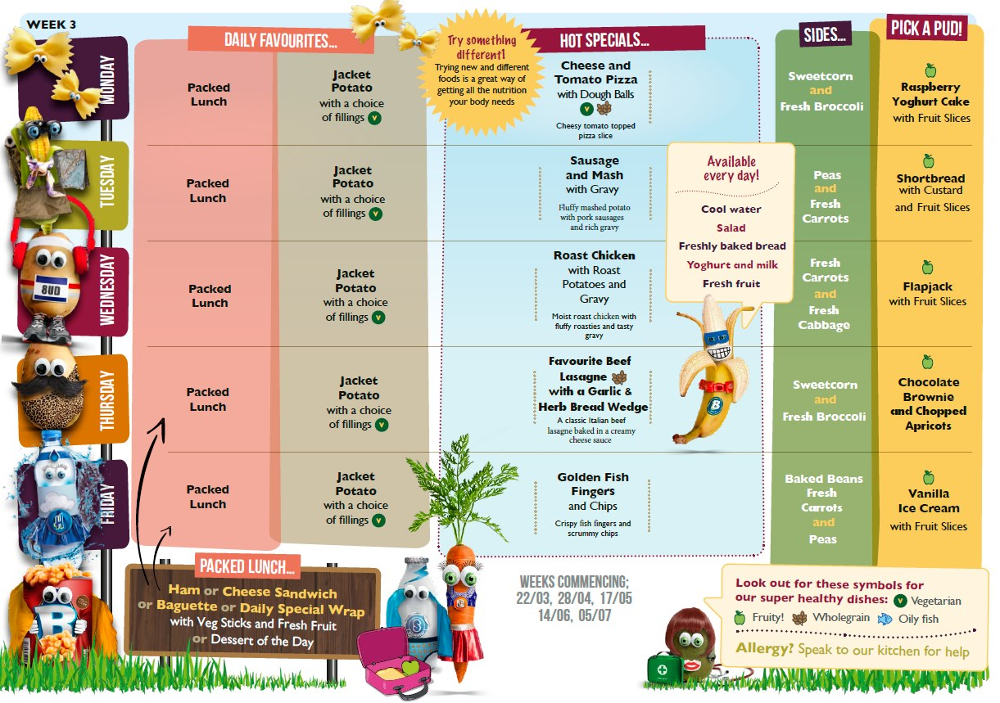 WEEK 3
DAILY FAVOURITES...
Try something
different1
Trying new and different
foods is a great way of
getting all the nutrition
your body needs
HOT SPECIALS...
SIDES...
PICK A PUD!
MONDAY
Packed
Lunch
Jacket
Potato
with a choice
of fillings V
Cheese and
Tomato Pizza
with Dough Balls
V
Cheesy tomato topped
pizza slice
Sweetcorn
and
Fresh Broccoli
Raspberry
Yoghurt Cake
with Fruit Slices
TUESDAY
Packed
Lunch
Jacket
Potato
with a choice
of fillings V
Sausage
and Mash
with Gravy
Fluffy mashed potato
with pork sausages
and rich gravy
Available
every day!
Cool water
Salad
Freshly baked bread
Yoghurt and milk
Fresh fruit
Peas
and
Fresh
Carrots
Shortbread
with Custard
and Fruit Slices
WEDNESDAY
8UD
Packed
Lunch
Jacket
Potato
with a choice
of fillings V
Roast Chicken
with Roast
Potatoes and
Gravy
Moist roast chicken with
fluffy roasties and tasty
gravy
Fresh
Carrots
and
Fresh
Cabbage
Flapjack
with Fruit Slices
THURSDAY
Packed
Lunch
Jacket
Potato
with a choice
of fillings V
Favourite Beef
Lasagne
with a Garlic &
Herb Bread Wedge
A classic Italian beef
lasagne baked in a creamy
cheese sauce
B
Sweetcorn
and
Fresh Broccoli
Chocolate
Brownie
and Chopped
Apricots
FRIDAY
Packed
Lunch
Jacket
Potato
with a choice
of fillings V
Golden Fish
Fingers
and Chips
Crispy fish fingers and
scrummy chips
Baked Beans
Fresh
Carrots
and
Peas
Vanilla
Ice Cream
with Fruit Slices
B
PACKED LUNCH...
Ham or Cheese Sandwich
or Baguette or Daily Special Wrap
with Veg Sticks and Fresh Fruit
or Dessert of the Day
S
WEEKS COMMENCING;
22/03, 28/04, 17/05
14/06, 05/07
Look out for these symbols for
our super healthy dishes: V Vegetarian
Fruity! Wholegrain Oily fish
Allergy? Speak to our kitchen for help